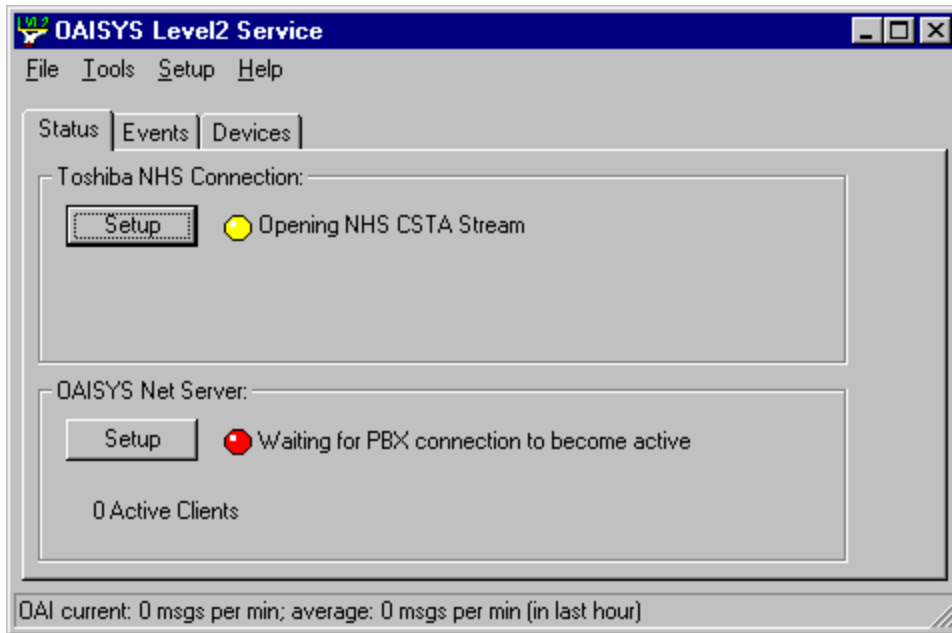 LVL2
OAISYS Level2 Service
File Tools Setup Help
Status Events Devices
Toshiba NHS Connection:
Setup Opening NHS CSTA Stream
OAISYS Net Server:
Setup Waiting for PBX connection to become active
0 Active Clients
OAI current: 0 msgs per min; average: 0 msgs per min (in last hour)